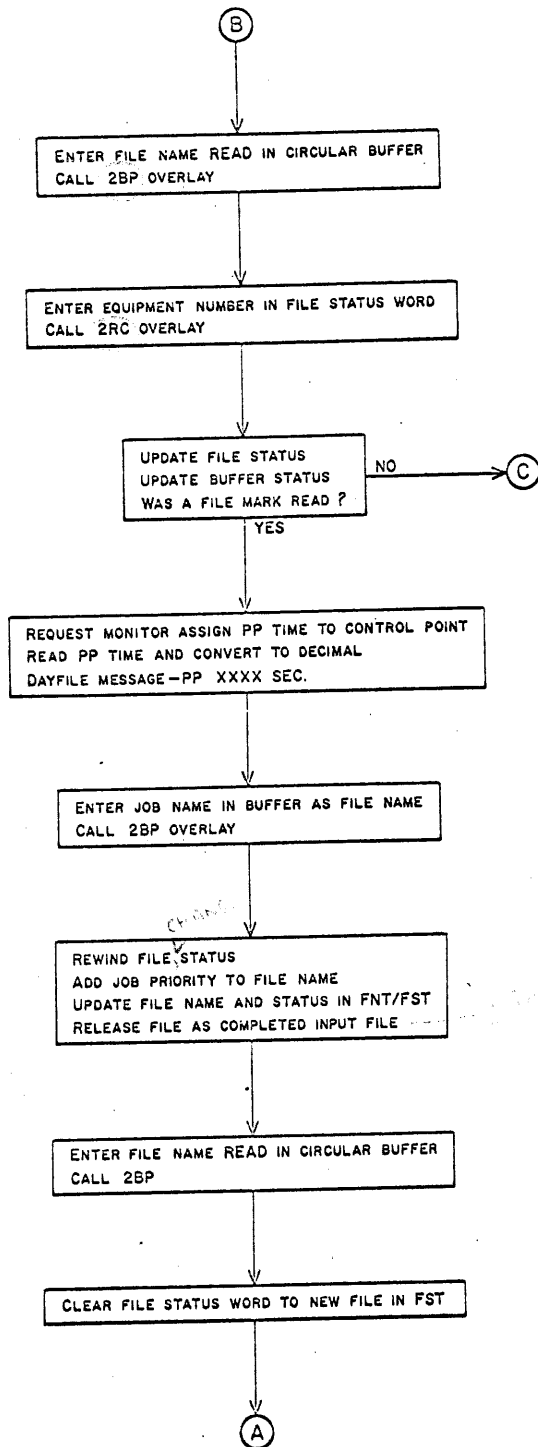 B
ENTER FILE NAME READ IN CIRCULAR BUFFER
CALL 2BP OVERLAY
ENTER EQUIPMENT NUMBER IN FILE STATUS WORD
CALL 2RC OVERLAY
UPDATE FILE STATUS
UPDATE BUFFER STATUS
WAS A FILE MARK READ ?
NO
C
YES
REQUEST MONITOR ASSIGN PP TIME TO CONTROL POINT
READ PP TIME AND CONVERT TO DECIMAL
DAYFILE MESSAGE—PP XXXX SEC.
ENTER JOB NAME IN BUFFER AS FILE NAME
CALL 2BP OVERLAY
REWIND FILE STATUS
ADD JOB PRIORITY TO FILE NAME
UPDATE FILE NAME AND STATUS IN FNT/FST
RELEASE FILE AS COMPLETED INPUT FILE
ENTER FILE NAME READ IN CIRCULAR BUFFER
CALL 2BP
CLEAR FILE STATUS WORD TO NEW FILE IN FST
A